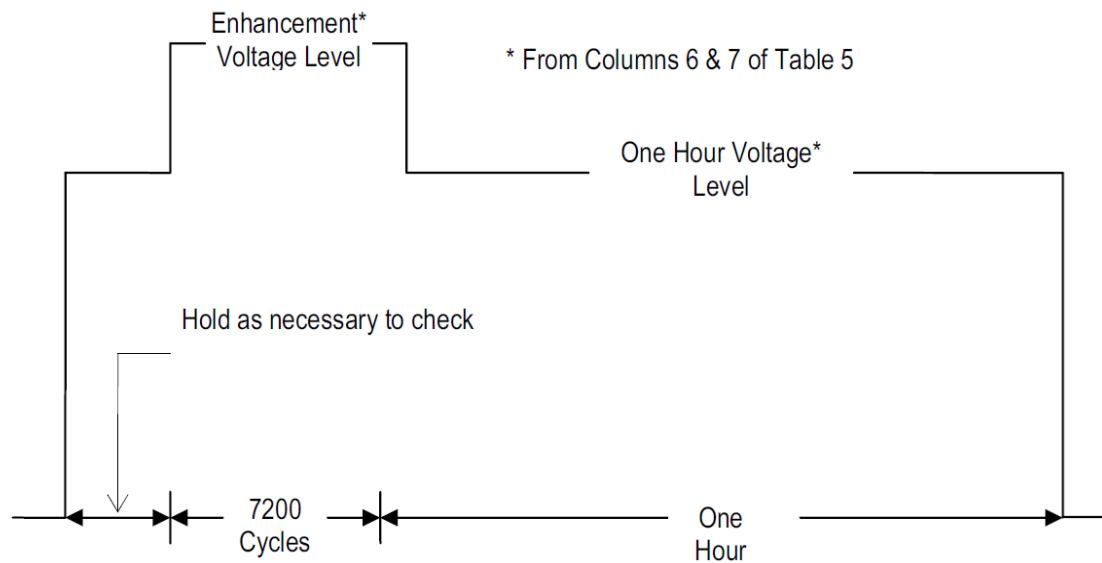 Enhancement*
Voltage Level
* From Columns 6 & 7 of Table 5
One Hour Voltage*
Level
Hold as necessary to check
7200
Cycles
One
Hour